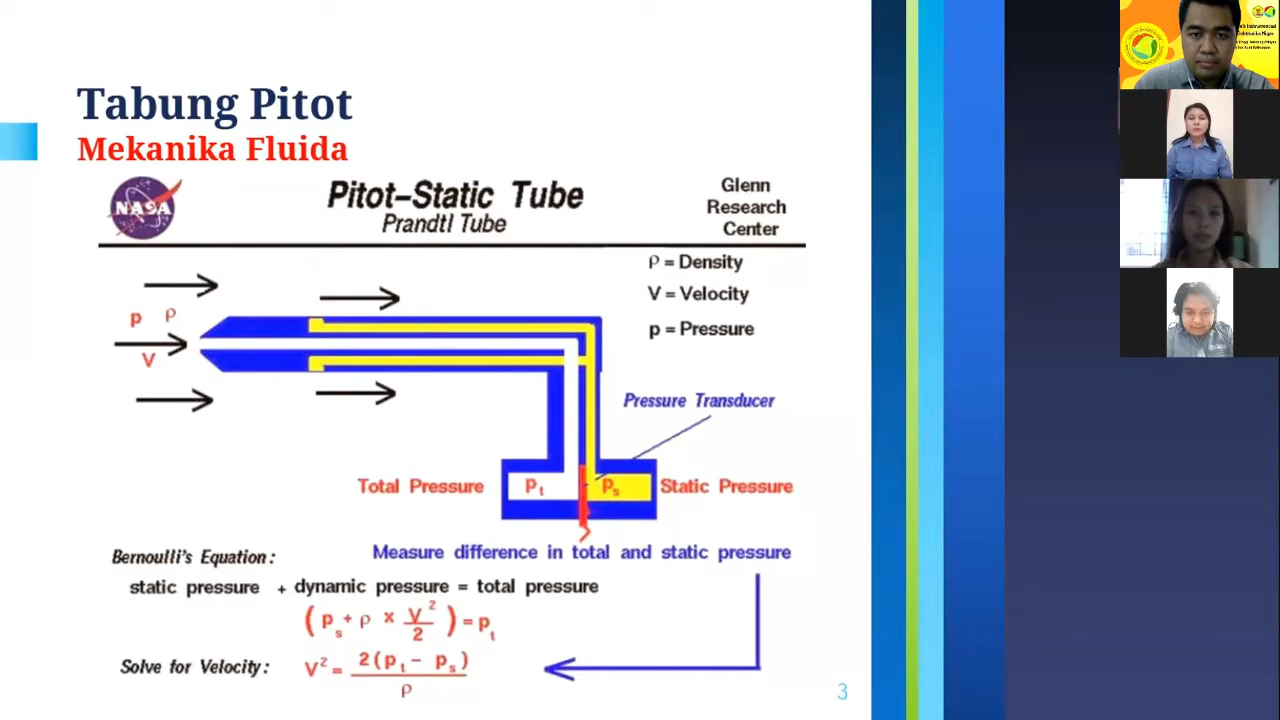 Tabung Pitot
Mekanika Fluida
NASA
Pitot-Static Tube
Prandtl Tube
Glenn
Research
Center
ρ = Density
V = Velocity
p = Pressure
p ρ
V
Pressure Transducer
Total Pressure
pt
ps
Static Pressure
Measure difference in total and static pressure
Bernoulli's Equation:
static pressure + dynamic pressure = total pressure
( ps + ρ x V²/2 ) = pt
Solve for Velocity: V² = 2 ( pt - ps ) / ρ
3